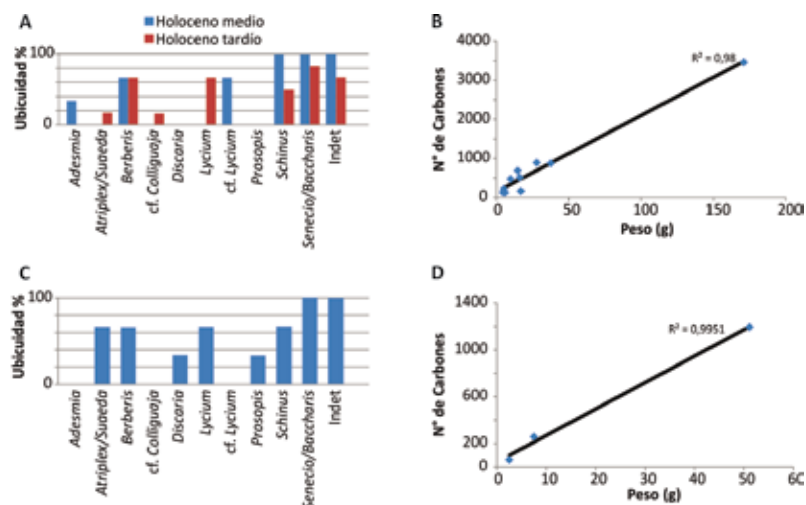 A
Holoceno medio
Holoceno tardío
Ubicuidad %
100
0
Adesmia
Atriplex/Suaeda
Berberis
cf. Colliguaja
Discaria
Lycium
cf. Lycium
Prosopis
Schinus
Senecio/Baccharis
Indet
B
N° de Carbones
4000
3000
2000
1000
0
R² = 0,98
0
50
100
150
200
Peso (g)
C
Ubicuidad %
100
0
Adesmia
Atriplex/Suaeda
Berberis
cf. Colliguaja
Discaria
Lycium
cf. Lycium
Prosopis
Schinus
Senecio/Baccharis
Indet
D
N° de Carbones
1400
1000
600
200
0
R² = 0,9951
0
10
20
30
40
50
60
Peso (g)